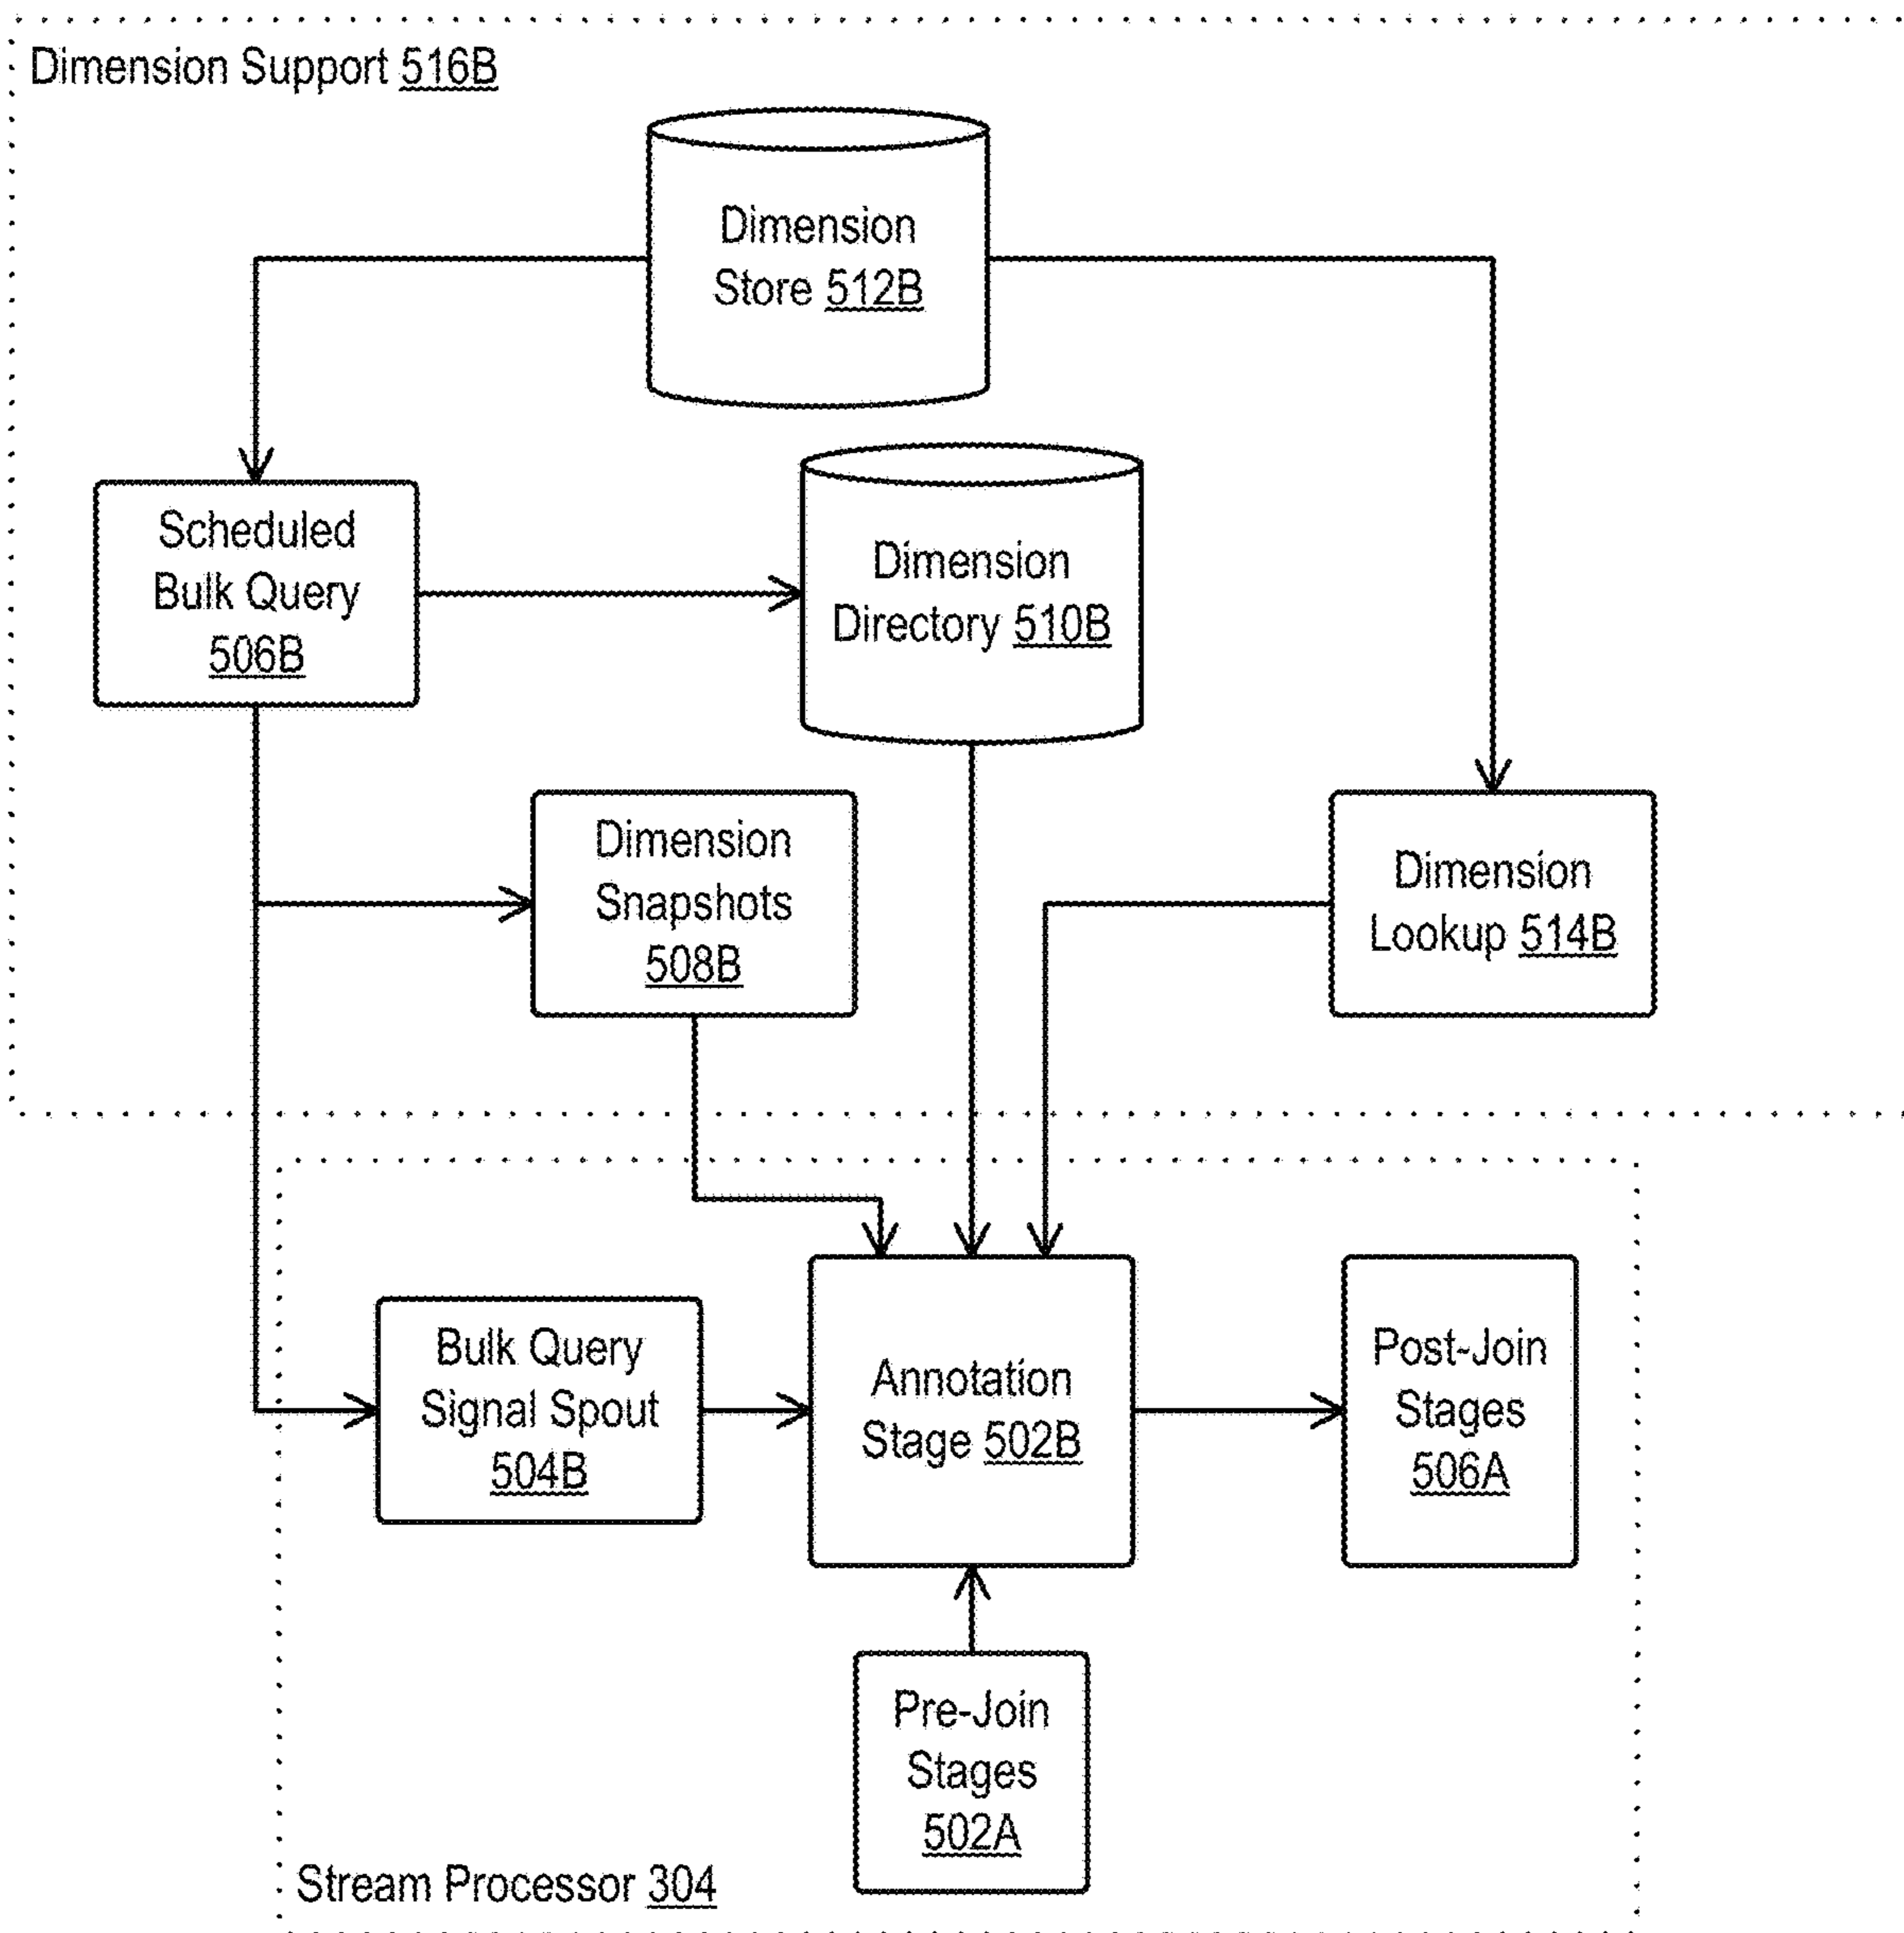 Dimension Support 516B
Dimension
Store 512B
Scheduled
Bulk Query
506B
Dimension
Directory 510B
Dimension
Snapshots
508B
Dimension
Lookup 514B
Bulk Query
Signal Spout
504B
Annotation
Stage 502B
Post-Join
Stages
506A
Pre-Join
Stages
502A
Stream Processor 304